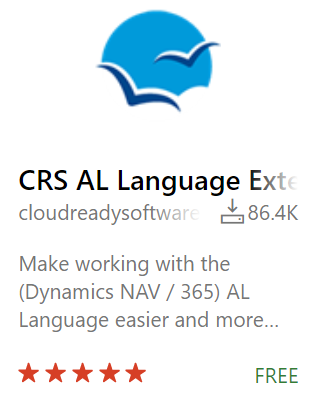 CRS AL Language Exte
cloudreadysoftware 86.4K
Make working with the
(Dynamics NAV / 365) AL
Language easier and more...
FREE